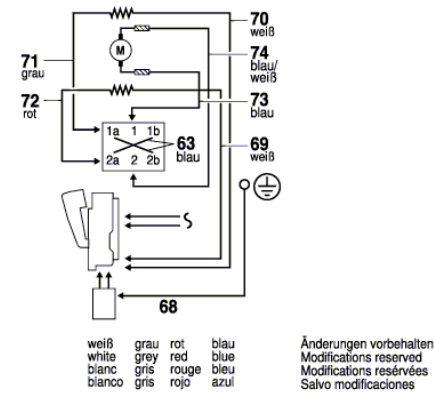 70
weiß
71
grau
M
74
blau/
weiß
72
rot
73
blau
1a 1 1b
2a 2 2b
63
blau
69
weiß
68
weiß grau rot blau
white grey red blue
blanc gris rouge bleu
blanco gris rojo azul
Änderungen vorbehalten
Modifications reserved
Modifications resérvées
Salvo modificaciones